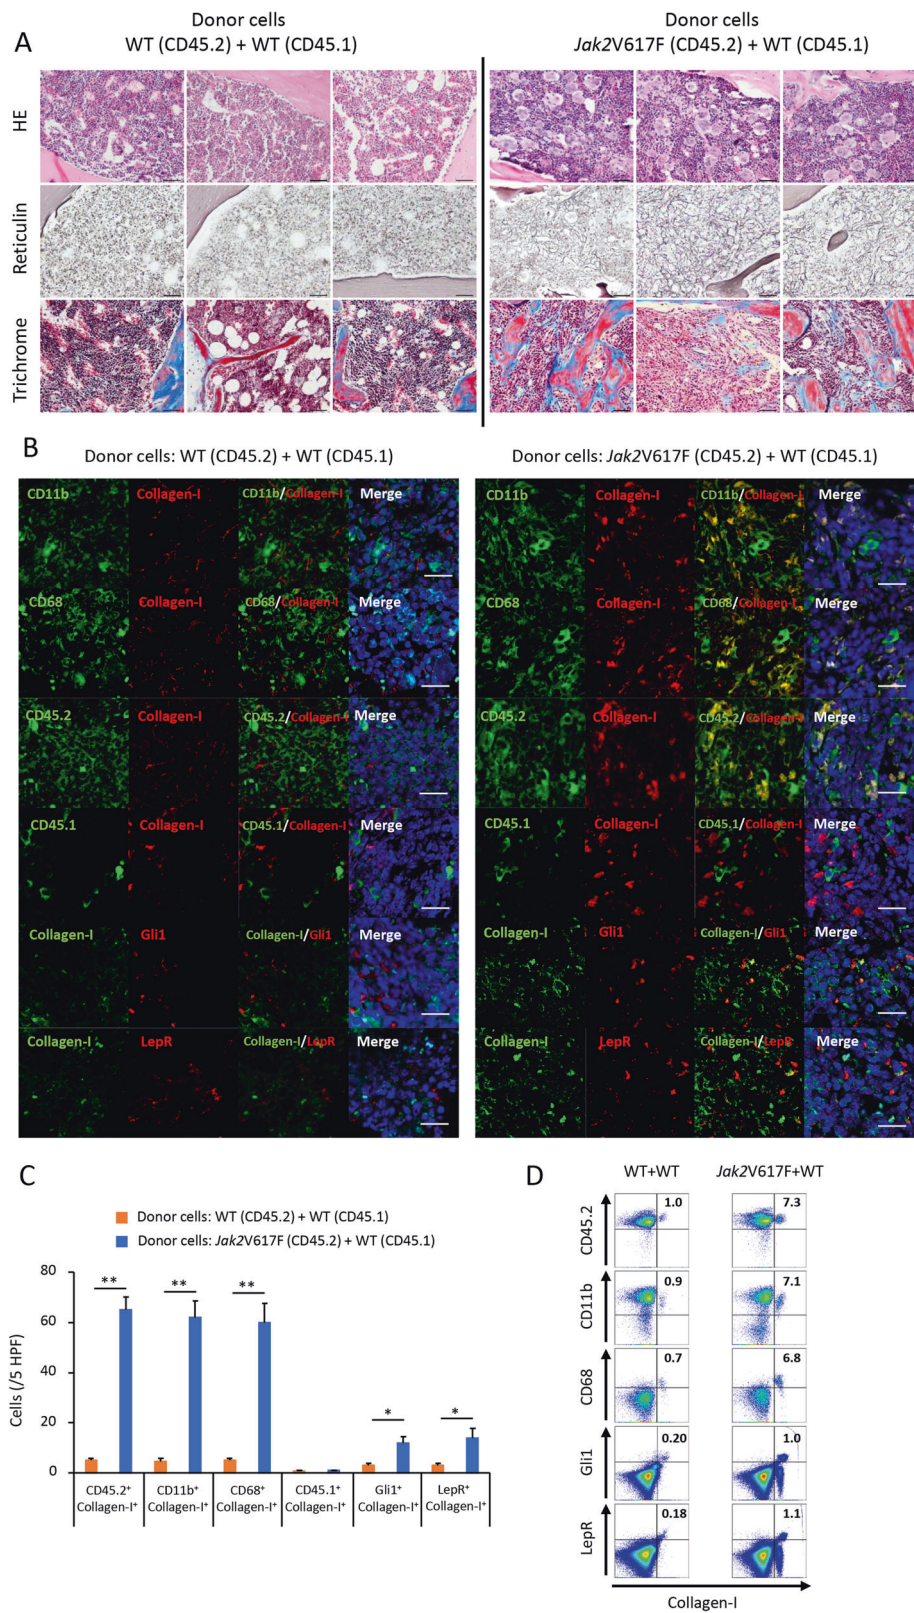 A
Donor cells
WT (CD45.2) + WT (CD45.1)
Donor cells
Jak2V617F (CD45.2) + WT (CD45.1)
HE
Reticulin
Trichrome
B
Donor cells: WT (CD45.2) + WT (CD45.1)
Donor cells: Jak2V617F (CD45.2) + WT (CD45.1)
CD11b Collagen-I CD11b/Collagen-I Merge
CD68 Collagen-I CD68/Collagen-I Merge
CD45.2 Collagen-I CD45.2/Collagen-I Merge
CD45.1 Collagen-I CD45.1/Collagen-I Merge
Collagen-I Gli1 Collagen-I/Gli1 Merge
Collagen-I LepR Collagen-I/LepR Merge
CD11b Collagen-I CD11b/Collagen-I Merge
CD68 Collagen-I CD68/Collagen-I Merge
CD45.2 Collagen-I CD45.2/Collagen-I Merge
CD45.1 Collagen-I CD45.1/Collagen-I Merge
Collagen-I Gli1 Collagen-I/Gli1 Merge
Collagen-I LepR Collagen-I/LepR Merge
C
Donor cells: WT (CD45.2) + WT (CD45.1)
Donor cells: Jak2V617F (CD45.2) + WT (CD45.1)
Cells (/5 HPF)
80
60
40
20
0
** ** ** * *
CD45.2+ CD11b+ CD68+ CD45.1+ Gli1+ LepR+
Collagen-I+ Collagen-I+ Collagen-I+ Collagen-I+ Collagen-I+ Collagen-I+
D
WT+WT Jak2V617F+WT
CD45.2 1.0 7.3
CD11b 0.9 7.1
CD68 0.7 6.8
Gli1 0.20 1.0
LepR 0.18 1.1
Collagen-I